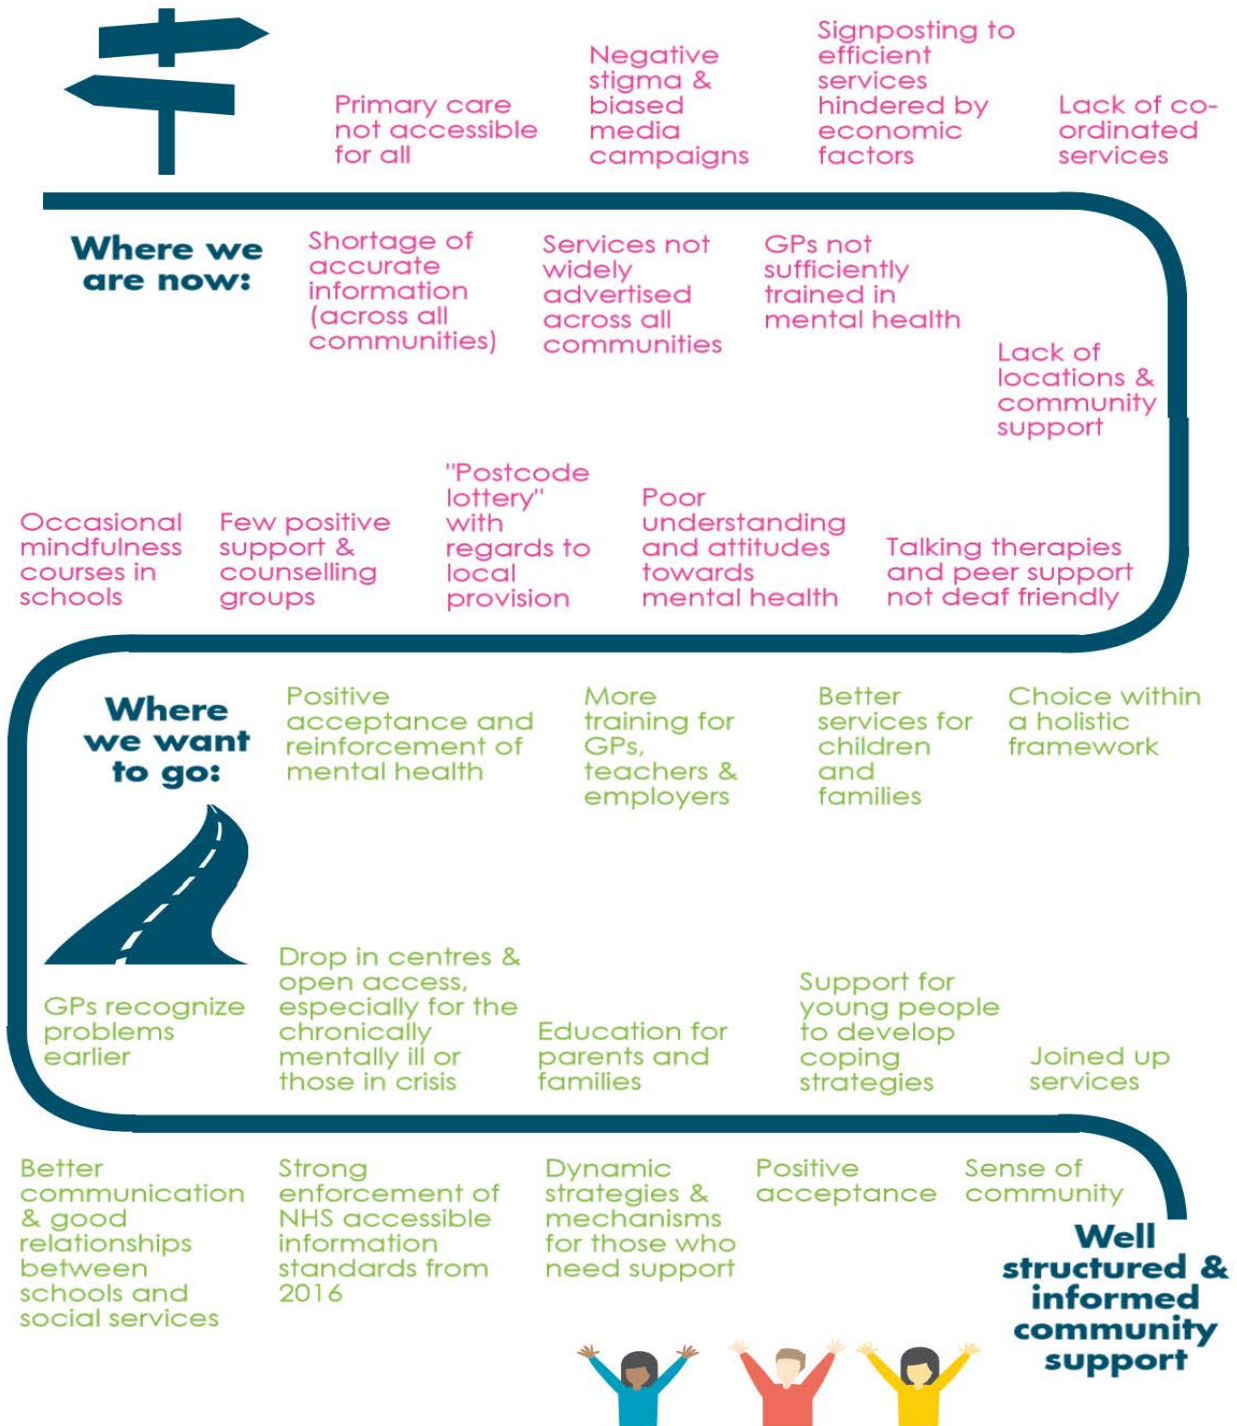 Primary care
not accessible
for all
Negative
stigma &
biased
media
campaigns
Signposting to
efficient
services
hindered by
economic
factors
Lack of co-
ordinated
services
Where we
are now:
Shortage of
accurate
information
(across all
communities)
Services not
widely
advertised
across all
communities
GPs not
sufficiently
trained in
mental health
Lack of
locations &
community
support
Occasional
mindfulness
courses in
schools
Few positive
support &
counselling
groups
"Postcode
lottery"
with
regards to
local
provision
Poor
understanding
and attitudes
towards
mental health
Talking therapies
and peer support
not deaf friendly
Where
we want
to go:
Positive
acceptance and
reinforcement of
mental health
More
training for
GPs,
teachers &
employers
Better
services for
children
and
families
Choice within
a holistic
framework
GPs recognize
problems
earlier
Drop in centres &
open access,
especially for the
chronically
mentally ill or
those in crisis
Education for
parents and
families
Support for
young people
to develop
coping
strategies
Joined up
services
Better
communication
& good
relationships
between
schools and
social services
Strong
enforcement of
NHS accessible
information
standards from
2016
Dynamic
strategies &
mechanisms
for those who
need support
Positive
acceptance
Sense of
community
Well
structured &
informed
community
support